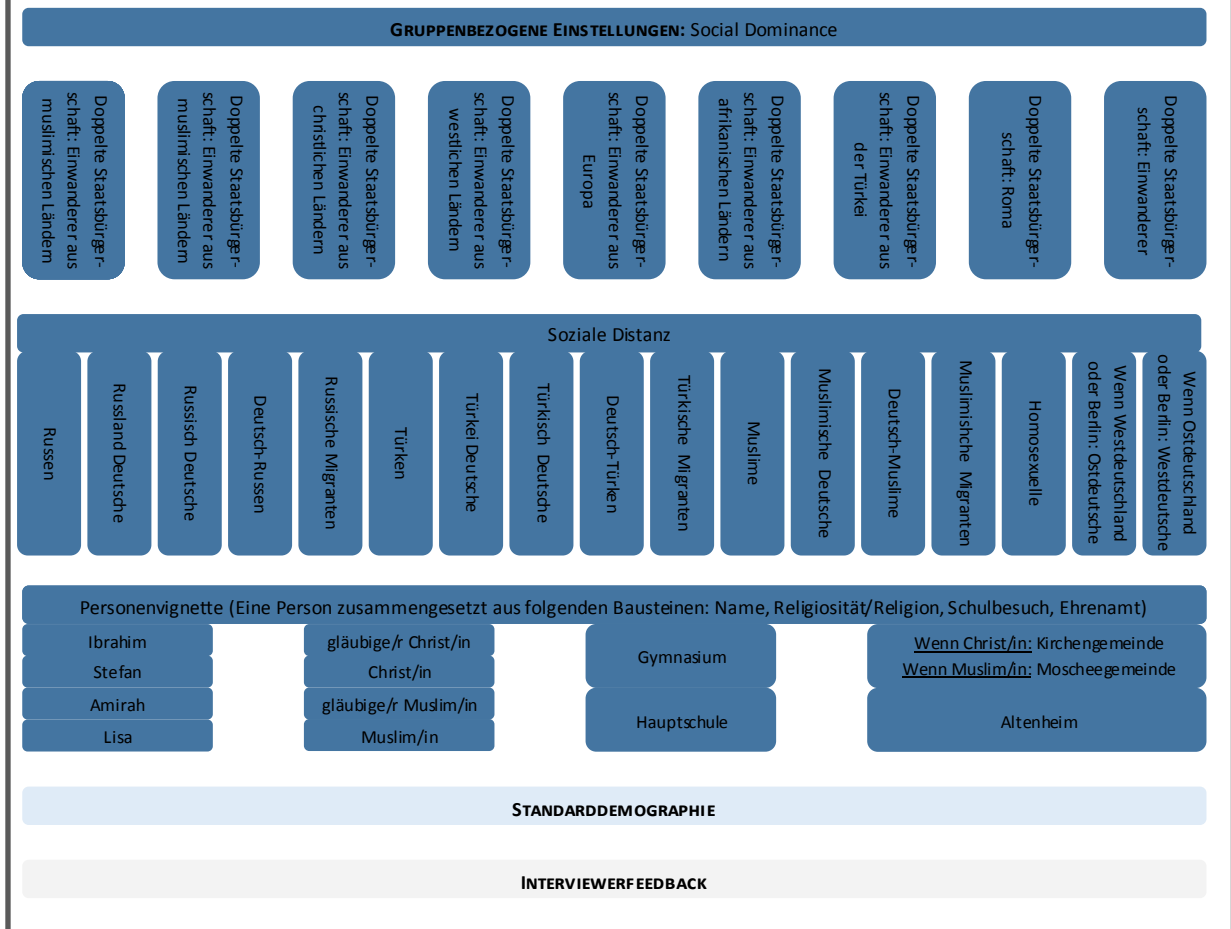 GRUPPENBEZOGENE EINSTELLUNGEN: Social Dominance
Doppelte Staatsbürger-
schaft: Einwanderer aus
muslimischen Ländern
Doppelte Staatsbürger-
schaft: Einwanderer aus
muslimischen Ländern
Doppelte Staatsbürger-
schaft: Einwanderer aus
christlichen Ländern
Doppelte Staatsbürger-
schaft: Einwanderer aus
westlichen Ländern
Doppelte Staatsbürger-
schaft: Einwanderer aus
Europa
Doppelte Staatsbürger-
schaft: Einwanderer aus
afrikanischen Ländern
Doppelte Staatsbürger-
schaft: Einwanderer aus
der Türkei
Doppelte Staatsbürger-
schaft: Roma
Doppelte Staatsbürger-
schaft: Einwanderer
Soziale Distanz
Russen
Russland Deutsche
Russisch Deutsche
Deutsch-Russen
Russische Migranten
Türken
Türkei Deutsche
Türkisch Deutsche
Deutsch-Türken
Türkische Migranten
Muslime
Muslimische Deutsche
Deutsch-Muslime
Muslimishche Migranten
Homosexuelle
Wenn Westdeutschland
oder Berlin: Ostdeutsche
Wenn Ostdeutschland
oder Berlin: Westdeutsche
Personenvignette (Eine Person zusammengesetzt aus folgenden Bausteinen: Name, Religiosität/Religion, Schulbesuch, Ehrenamt)
Ibrahim
Stefan
Amirah
Lisa
gläubige/r Christ/in
Christ/in
gläubige/r Muslim/in
Muslim/in
Gymnasium
Hauptschule
Wenn Christ/in: Kirchengemeinde
Wenn Muslim/in: Moscheegemeinde
Altenheim
STANDARDDEMOGRAPHIE
INTERVIEWERFEEDBACK